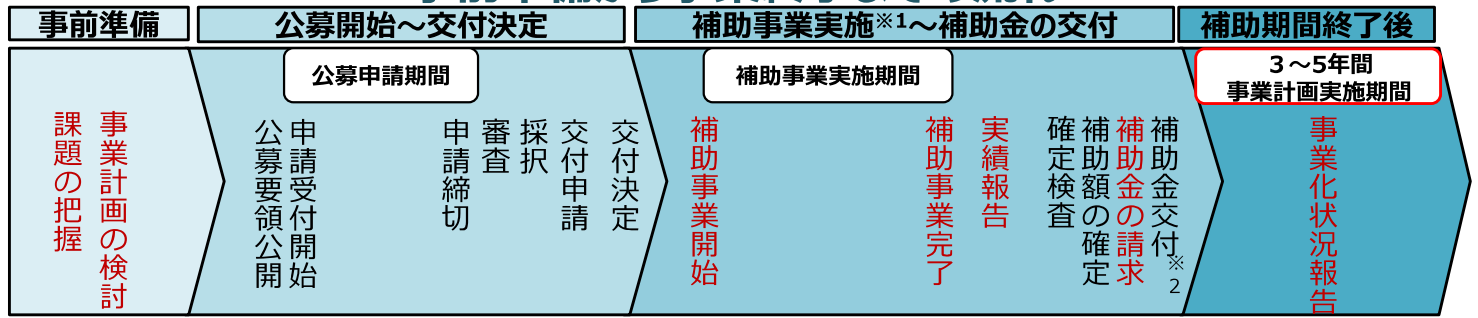 事前準備
公募開始～交付決定
補助事業実施※1～補助金の交付
補助期間終了後
公募申請期間
補助事業実施期間
３～5年間
事業計画実施期間
課題の把握
事業計画の検討
公募要領公開
申請受付開始
申請締切
審査
採択
交付申請
交付決定
補助事業開始
補助事業完了
実績報告
確定検査
補助額の確定
補助金の請求
補助金交付※2
事業化状況報告